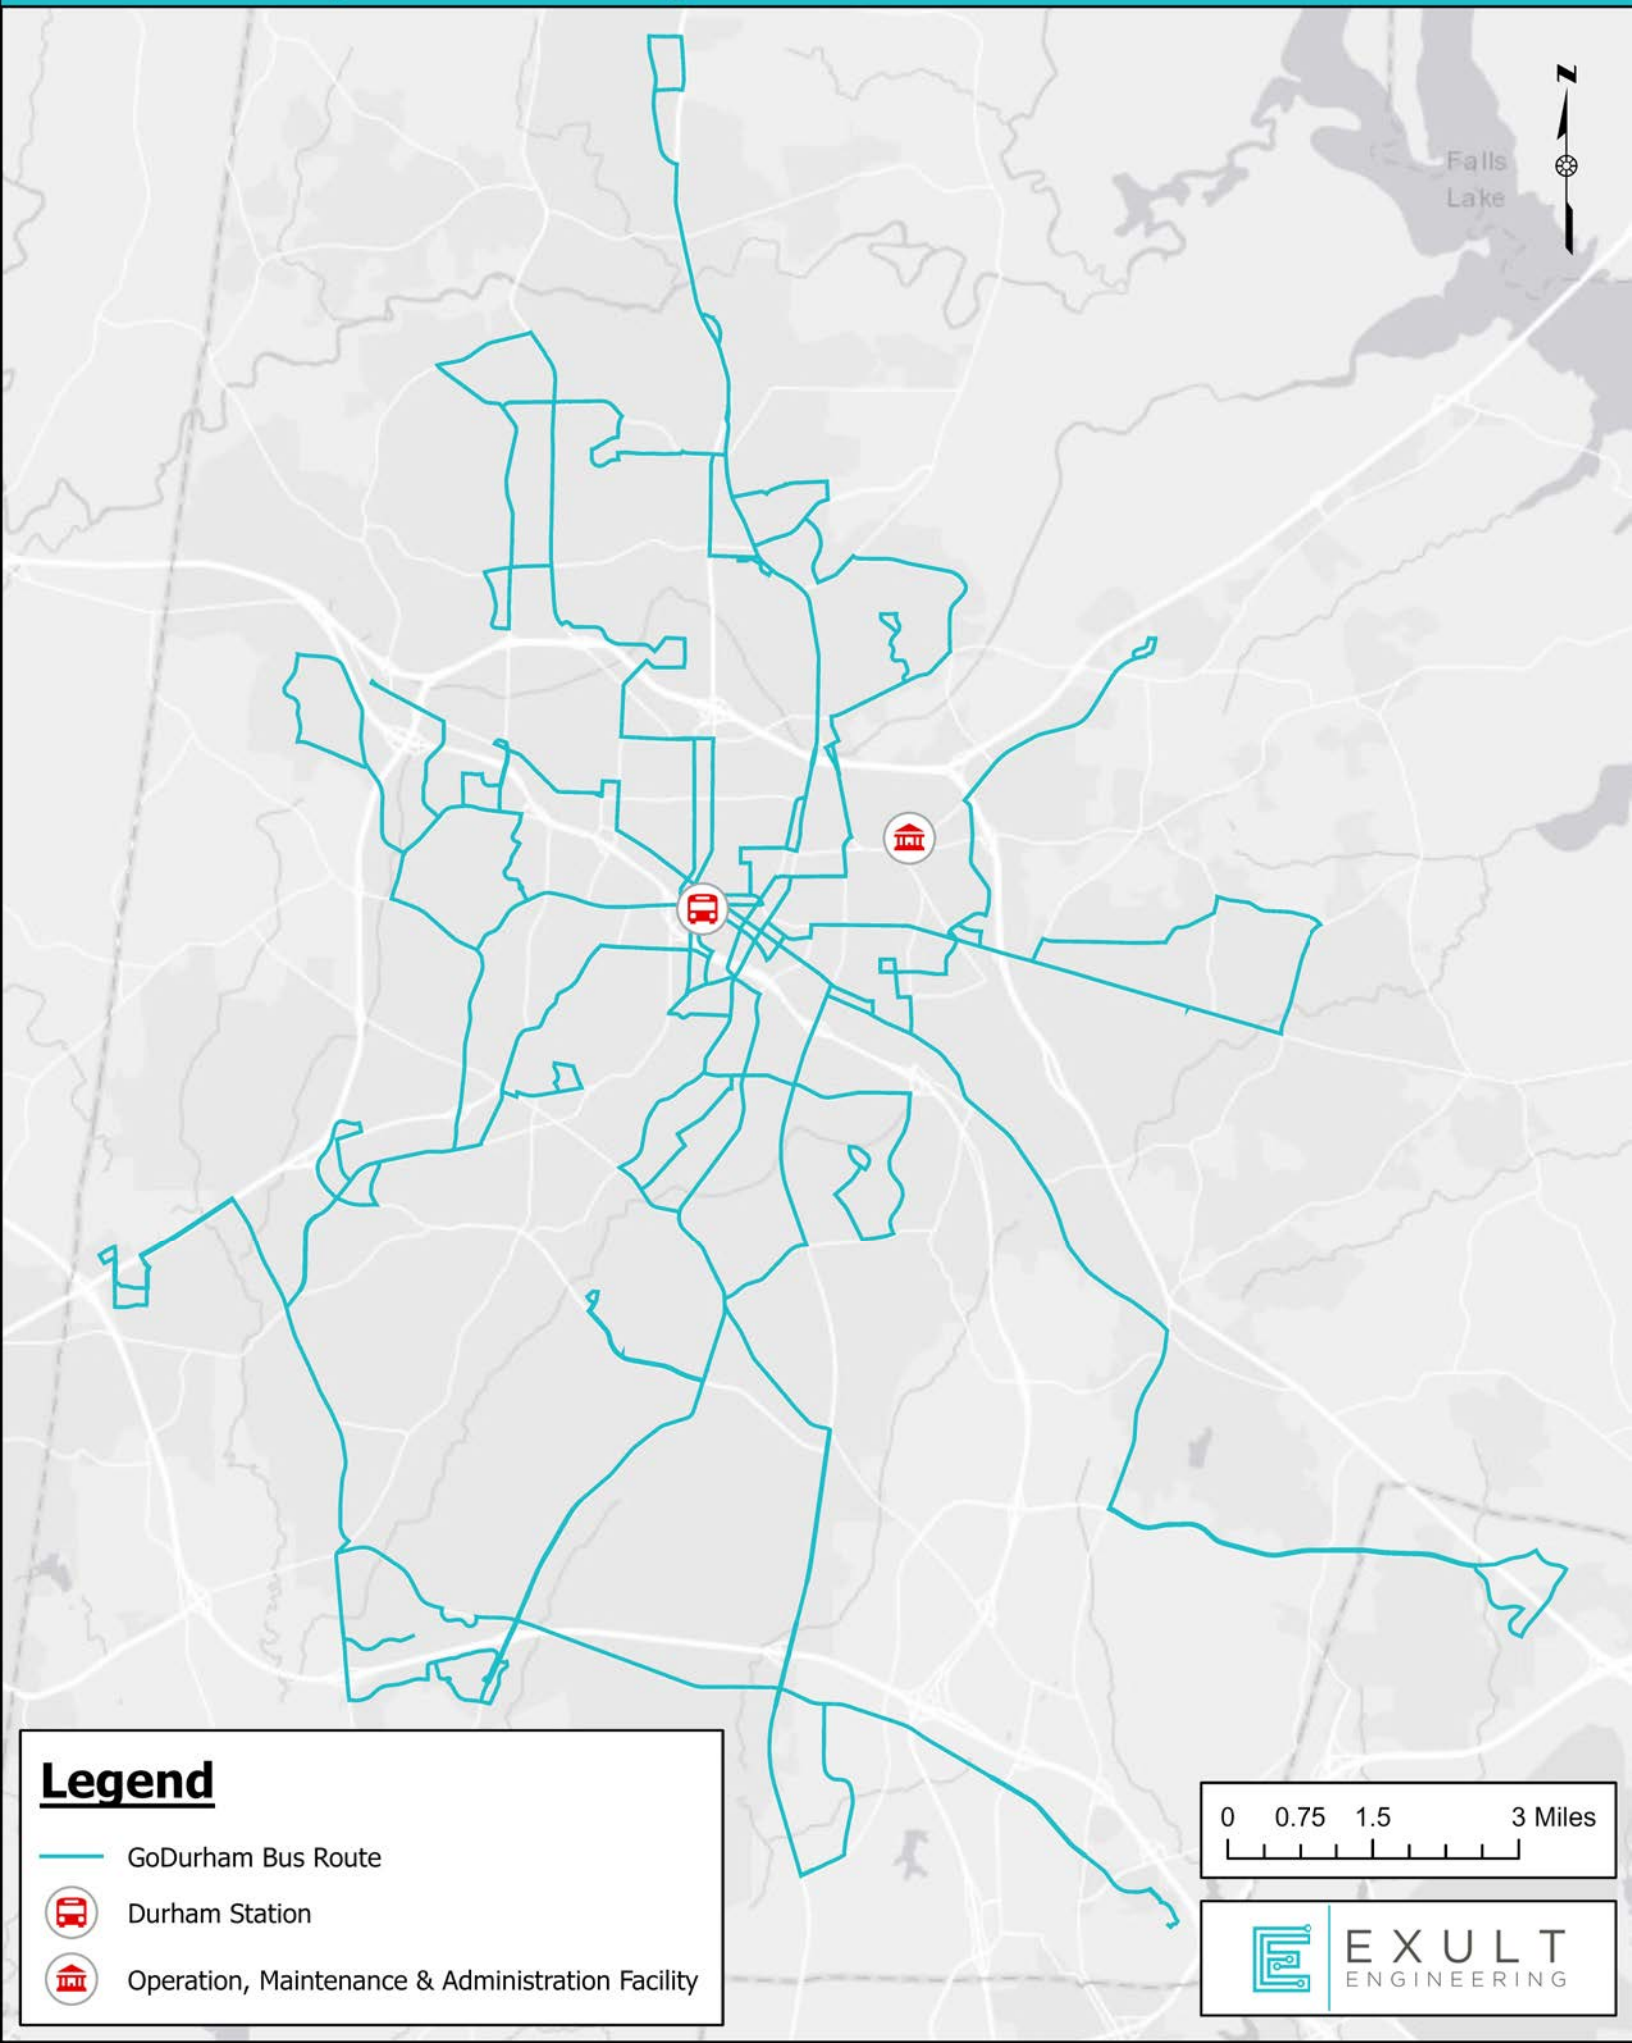 N
Falls
Lake
Legend
GoDurham Bus Route
Durham Station
Operation, Maintenance & Administration Facility
0 0.75 1.5 3 Miles
EXULT
ENGINEERING